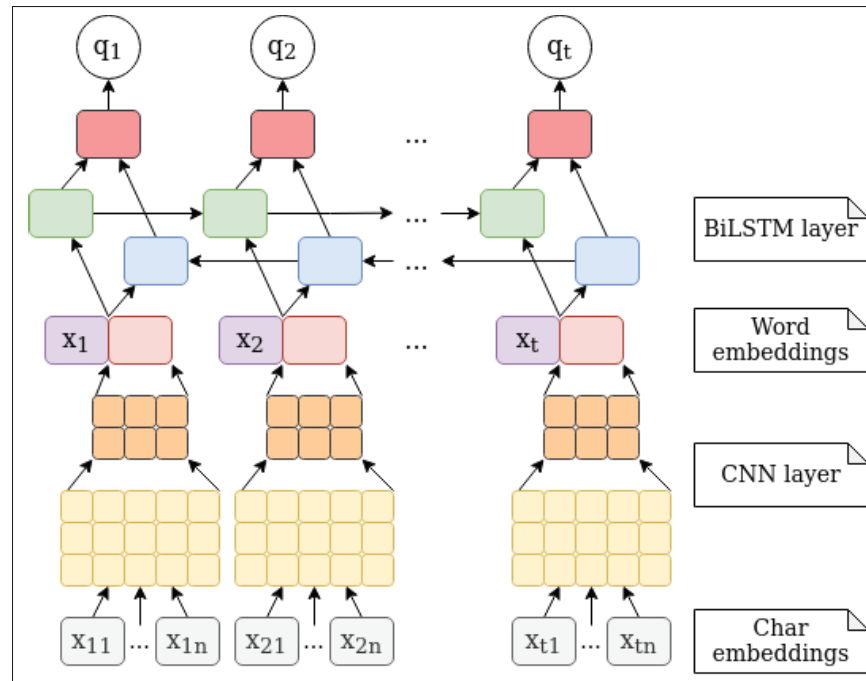 q1 q2 qt
...
...
BiLSTM layer
...
x1 x2 ... xt
Word
embeddings
CNN layer
x11 ... x1n x21 ... x2n xt1 ... xtn
Char
embeddings